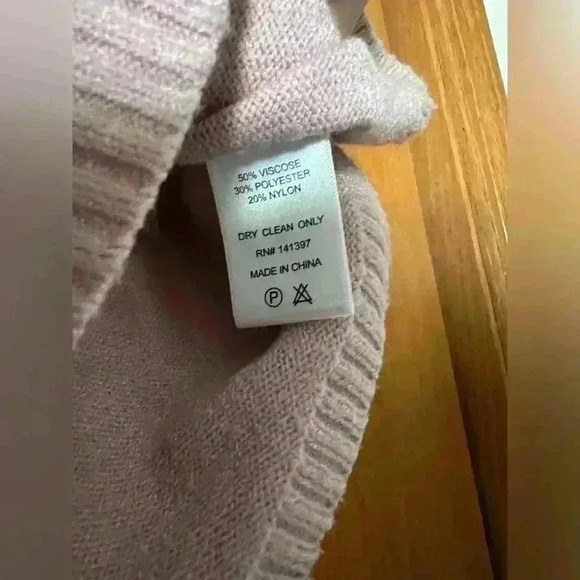 50% VISCOSE
30% POLYESTER
20% NYLON
DRY CLEAN ONLY
RN# 141397
MADE IN CHINA
P